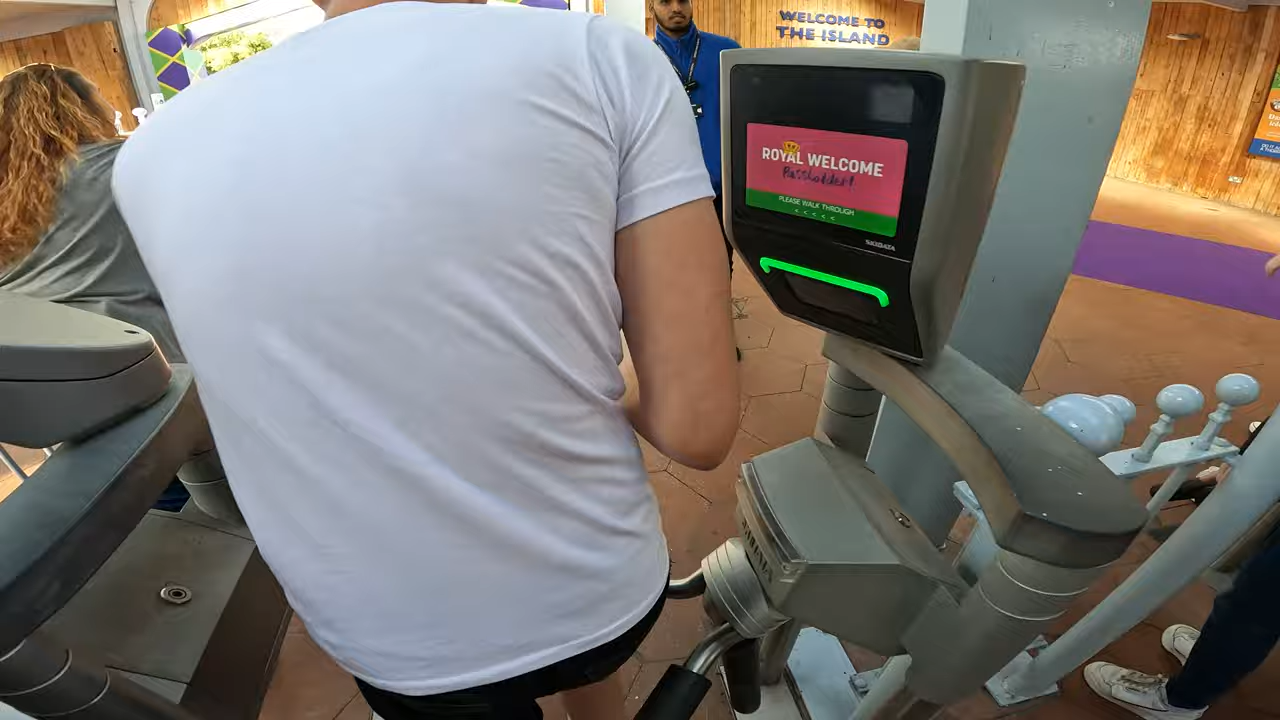 WELCOME TO
THE ISLAND
ROYAL WELCOME
Passholder!
PLEASE WALK THROUGH
<<<<<
SKIDATA